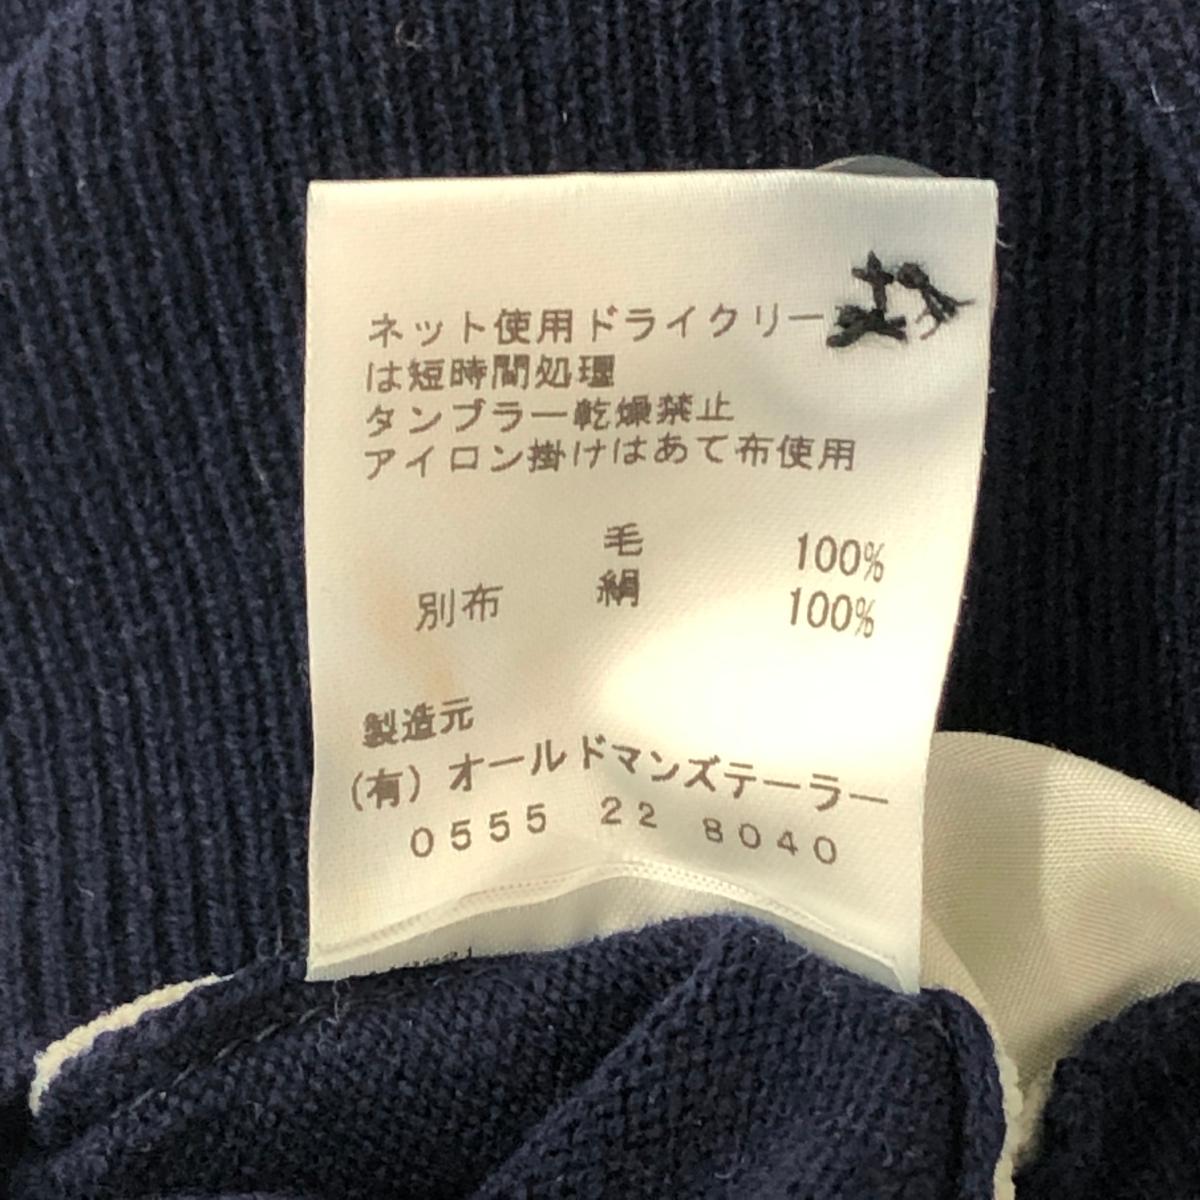 ネット使用ドライクリー
は短時間処理
タンブラー乾燥禁止
アイロン掛けはあて布使用
毛 100%
別布 絹 100%
製造元
(有)オールドマンズテーラー
0555 22 8040